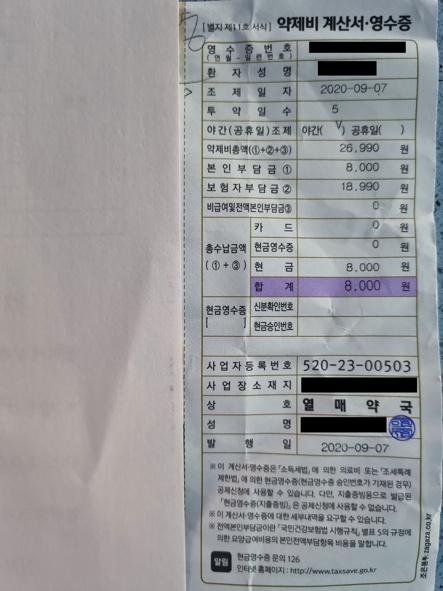 [별지 제11호 서식] 약제비 계산서·영수증
영수증번호
(연월-일련번호)
환자성명
조제일자 2020-09-07
투약일수 5
야간(공휴일)조제 야간( V ) 공휴일( )
약제비총액(①+②+③) 26,990 원
본인부담금① 8,000 원
보험자부담금② 18,990 원
비급여및전액본인부담금③ 0 원
총수납금액 (①+③)
카드 0 원
현금영수증 0 원
현금 8,000 원
합계 8,000 원
현금영수증 [ ]
신분확인번호
현금승인번호
사업자등록번호 520-23-00503
사업장소재지
상호 열매약국
성명
발행일 2020-09-07
※ 이 계산서·영수증은 「소득세법」에 의한 의료비 또는 「조세특례
제한법」에 의한 현금영수증(현금영수증 승인번호가 기재된 경우)
공제신청에 사용할 수 있습니다. 다만, 지출증빙용으로 발급된
「현금영수증(지출증빙)」은 공제신청에 사용할 수 없습니다.
※ 이 계산서·영수증에 대한 세부내역을 요구할 수 있습니다.
※ 전액본인부담금이란 「국민건강보험법 시행규칙」 별표 5의 규정에
의한 요양급여비용의 본인전액부담항목 비용을 말합니다.
알림 현금영수증 문의 126
인터넷 홈페이지 : http://www.taxsave.go.kr
조은봉투 zagaza.co.kr